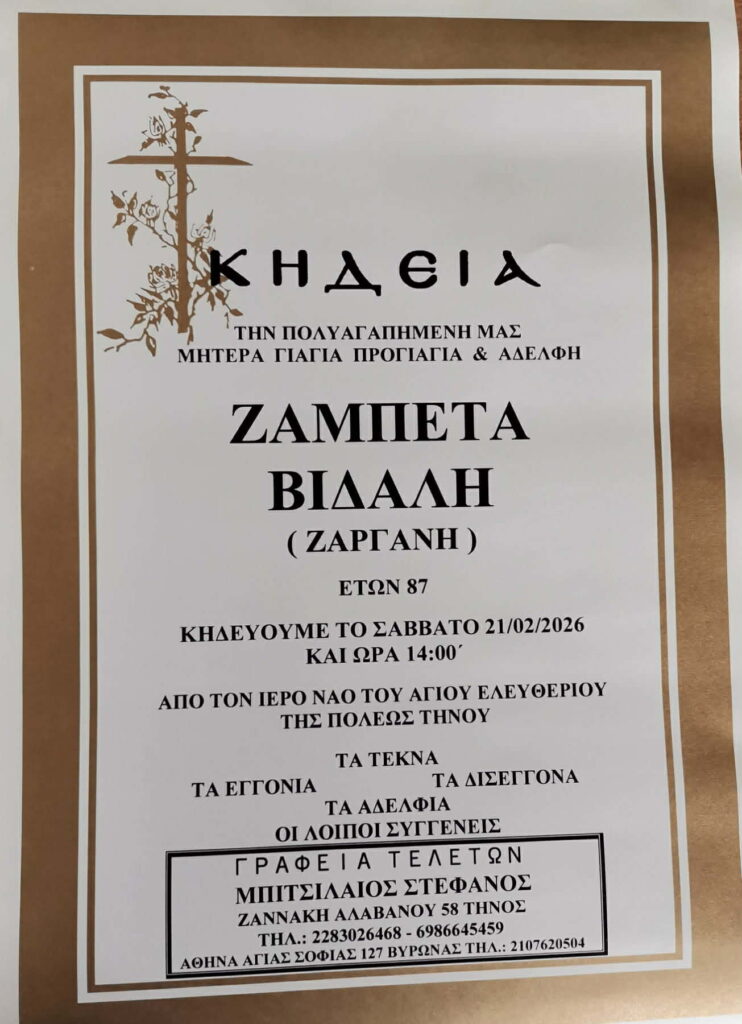 ΚΗΔΕΙΑ
ΤΗΝ ΠΟΛΥΑΓΑΠΗΜΕΝΗ ΜΑΣ
ΜΗΤΕΡΑ ΓΙΑΓΙΑ ΠΡΟΓΙΑΓΙΑ & ΑΔΕΛΦΗ
ΖΑΜΠΕΤΑ
ΒΙΔΑΛΗ
( ΖΑΡΓΑΝΗ )
ΕΤΩΝ 87
ΚΗΔΕΥΟΥΜΕ ΤΟ ΣΑΒΒΑΤΟ 21/02/2026
ΚΑΙ ΩΡΑ 14:00΄
ΑΠΟ ΤΟΝ ΙΕΡΟ ΝΑΟ ΤΟΥ ΑΓΙΟΥ ΕΛΕΥΘΕΡΙΟΥ
ΤΗΣ ΠΟΛΕΩΣ ΤΗΝΟΥ
ΤΑ ΤΕΚΝΑ
ΤΑ ΕΓΓΟΝΙΑ ΤΑ ΔΙΣΕΓΓΟΝΑ
ΤΑ ΑΔΕΛΦΙΑ
ΟΙ ΛΟΙΠΟΙ ΣΥΓΓΕΝΕΙΣ
ΓΡΑΦΕΙΑ ΤΕΛΕΤΩΝ
ΜΠΙΤΣΙΛΑΙΟΣ ΣΤΕΦΑΝΟΣ
ΖΑΝΝΑΚΗ ΑΛΑΒΑΝΟΥ 58 ΤΗΝΟΣ
ΤΗΛ.: 2283026468 - 6986645459
ΑΘΗΝΑ ΑΓΙΑΣ ΣΟΦΙΑΣ 127 ΒΥΡΩΝΑΣ ΤΗΛ.: 2107620504